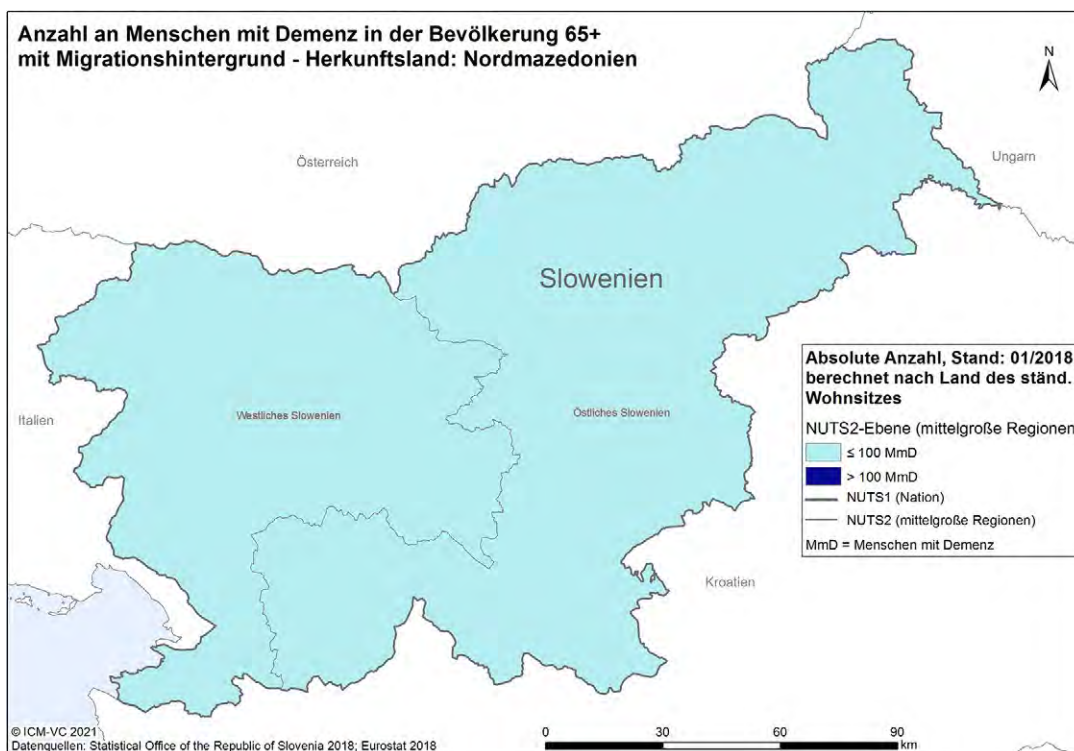 Anzahl an Menschen mit Demenz in der Bevölkerung 65+
mit Migrationshintergrund - Herkunftsland: Nordmazedonien
N
Österreich
Ungarn
Slowenien
Italien
Westliches Slowenien
Östliches Slowenien
Kroatien
Absolute Anzahl, Stand: 01/2018
berechnet nach Land des ständ.
Wohnsitzes
NUTS2-Ebene (mittelgroße Regionen
≤ 100 MmD
> 100 MmD
NUTS1 (Nation)
NUTS2 (mittelgroße Regionen)
MmD = Menschen mit Demenz
© ICM-VC 2021
Datenquellen: Statistical Office of the Republic of Slovenia 2018; Eurostat 2018
0 30 60 90
km